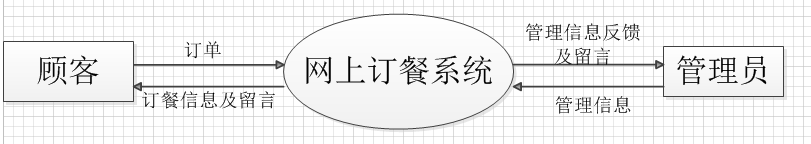 顾客
订单
订餐信息及留言
网上订餐系统
管理信息反馈
及留言
管理信息
管理员